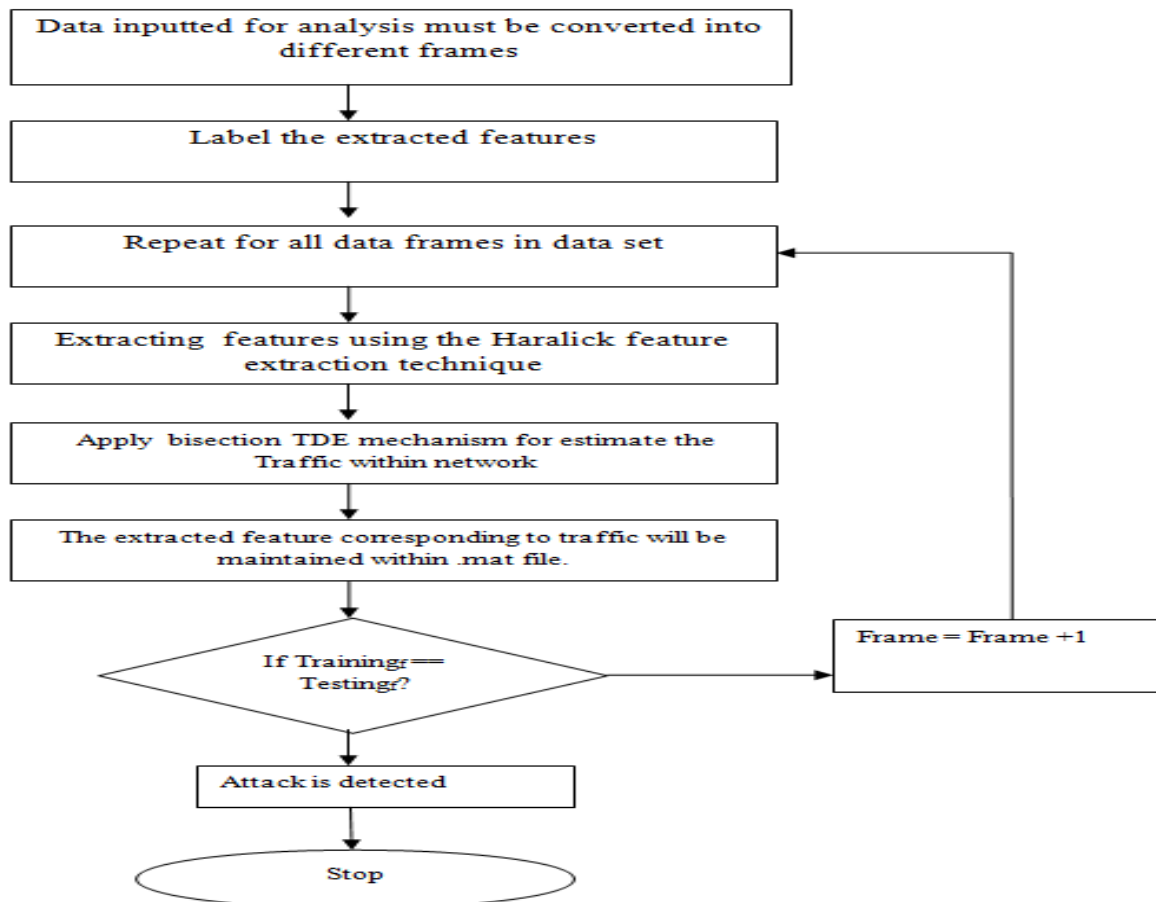 Data inputted for analysis must be converted into
different frames
Label the extracted features
Repeat for all data frames in data set
Extracting features using the Haralick feature
extraction technique
Apply bisection TDE mechanism for estimate the
Traffic within network
The extracted feature corresponding to traffic will be
maintained within .mat file.
If Trainingf ==
Testingf?
Frame = Frame +1
Attack is detected
Stop